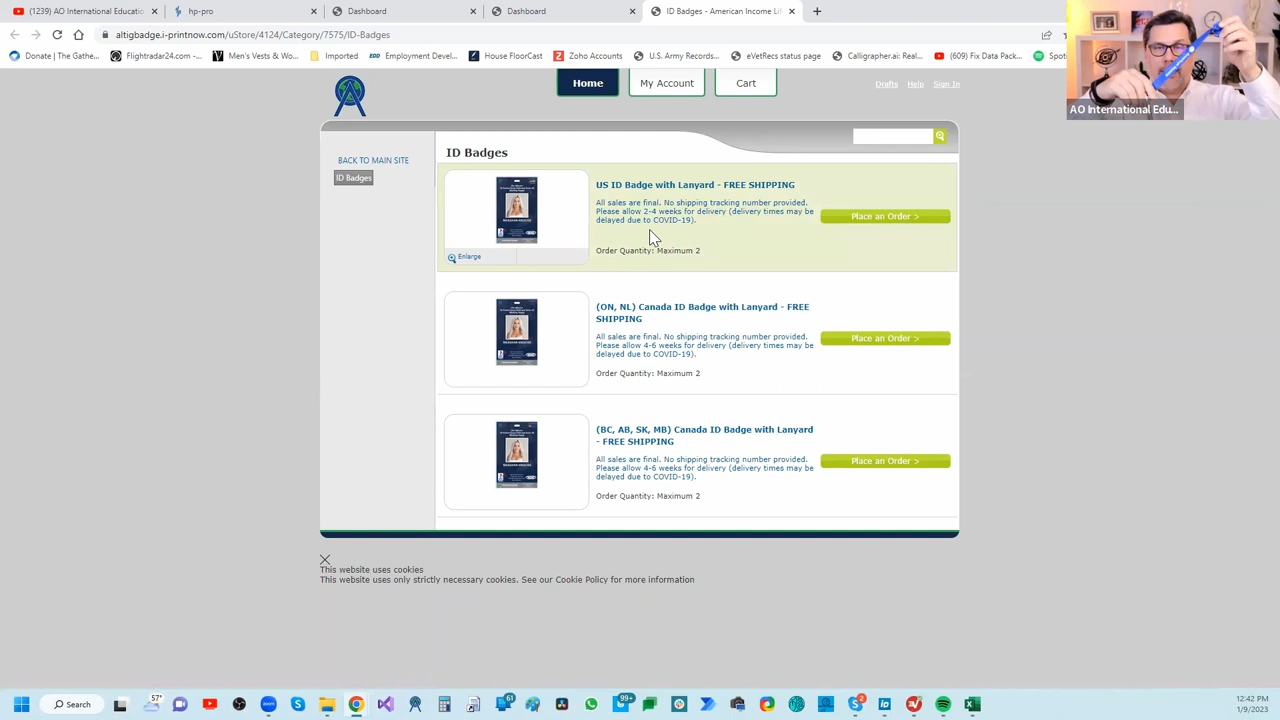 (1239) AO International Educatio
hp-pro
Dashboard
Dashboard
ID Badges - American Income Lif
altigbadge.i-printnow.com/uStore/4124/Category/7575/ID-Badges
Donate | The Gathe...
Flightradar24.com -...
Men's Vests & Wo...
Imported
EDD
Employment Devel...
House FloorCast
Zoho Accounts
U.S. Army Records...
eVetRecs status page
Calligrapher.ai: Real...
(609) Fix Data Pack...
Spot
AO International Edu...
Home
My Account
Cart
Drafts
Help
Sign In
BACK TO MAIN SITE
ID Badges
ID Badges
US ID Badge with Lanyard - FREE SHIPPING
All sales are final. No shipping tracking number provided.
Please allow 2-4 weeks for delivery (delivery times may be
delayed due to COVID-19).
Order Quantity: Maximum 2
Place an Order >
Enlarge
(ON, NL) Canada ID Badge with Lanyard - FREE
SHIPPING
All sales are final. No shipping tracking number provided.
Please allow 4-6 weeks for delivery (delivery times may be
delayed due to COVID-19).
Order Quantity: Maximum 2
Place an Order >
(BC, AB, SK, MB) Canada ID Badge with Lanyard
- FREE SHIPPING
All sales are final. No shipping tracking number provided.
Please allow 4-6 weeks for delivery (delivery times may be
delayed due to COVID-19).
Order Quantity: Maximum 2
Place an Order >
This website uses cookies
This website uses only strictly necessary cookies. See our Cookie Policy for more information
Search
57°
61
99+
2
12:42 PM
1/9/2023